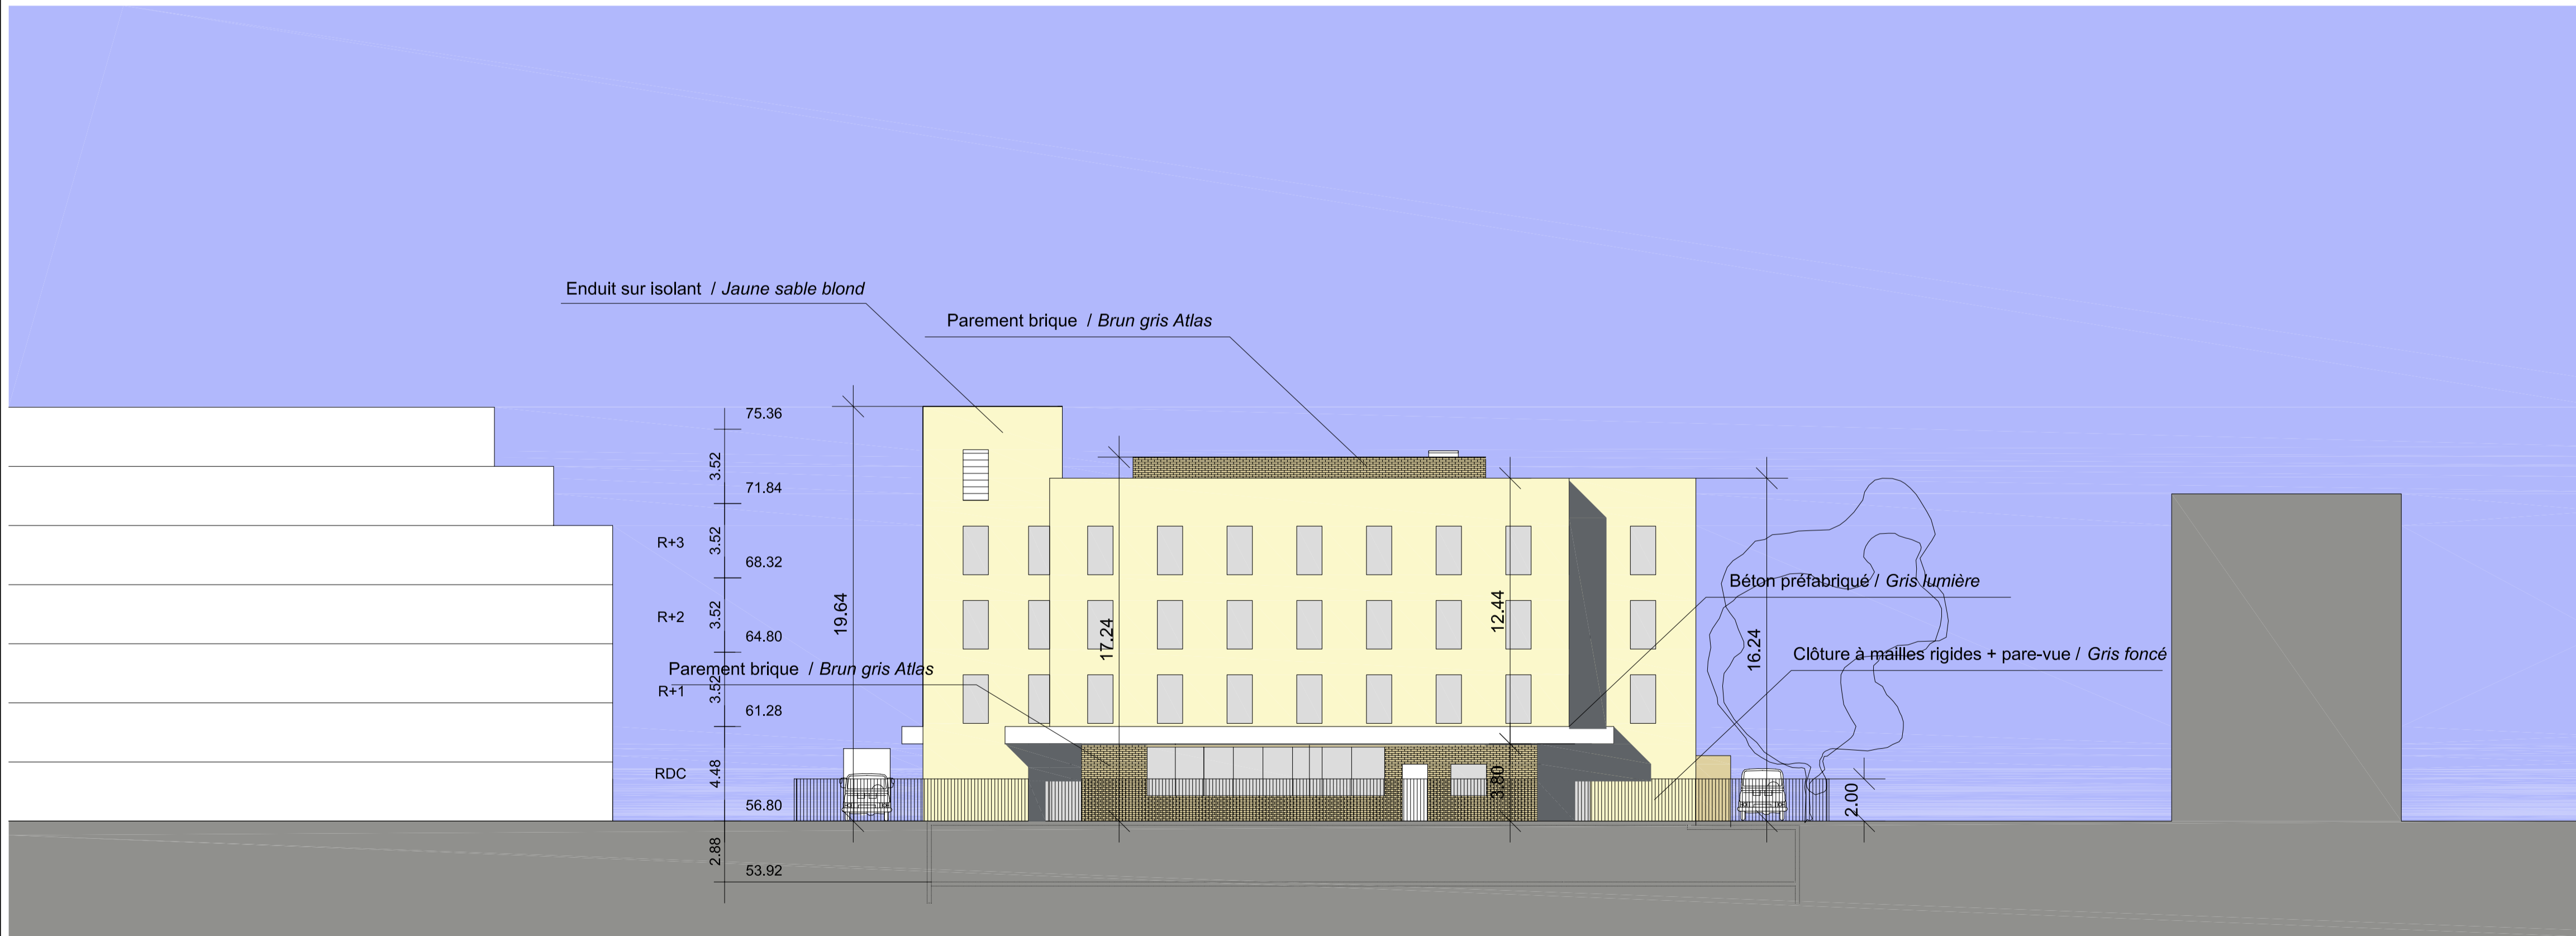 Enduit sur isolant / Jaune sable blond
Parement brique / Brun gris Atlas
75.36
3.52
71.84
R+3
3.52
68.32
R+2
3.52
64.80
R+1
3.52
61.28
RDC
4.48
56.80
2.88
53.92
19.64
17.24
12.44
3.80
16.24
2.00
Parement brique / Brun gris Atlas
Béton préfabriqué / Gris lumière
Clôture à mailles rigides + pare-vue / Gris foncé